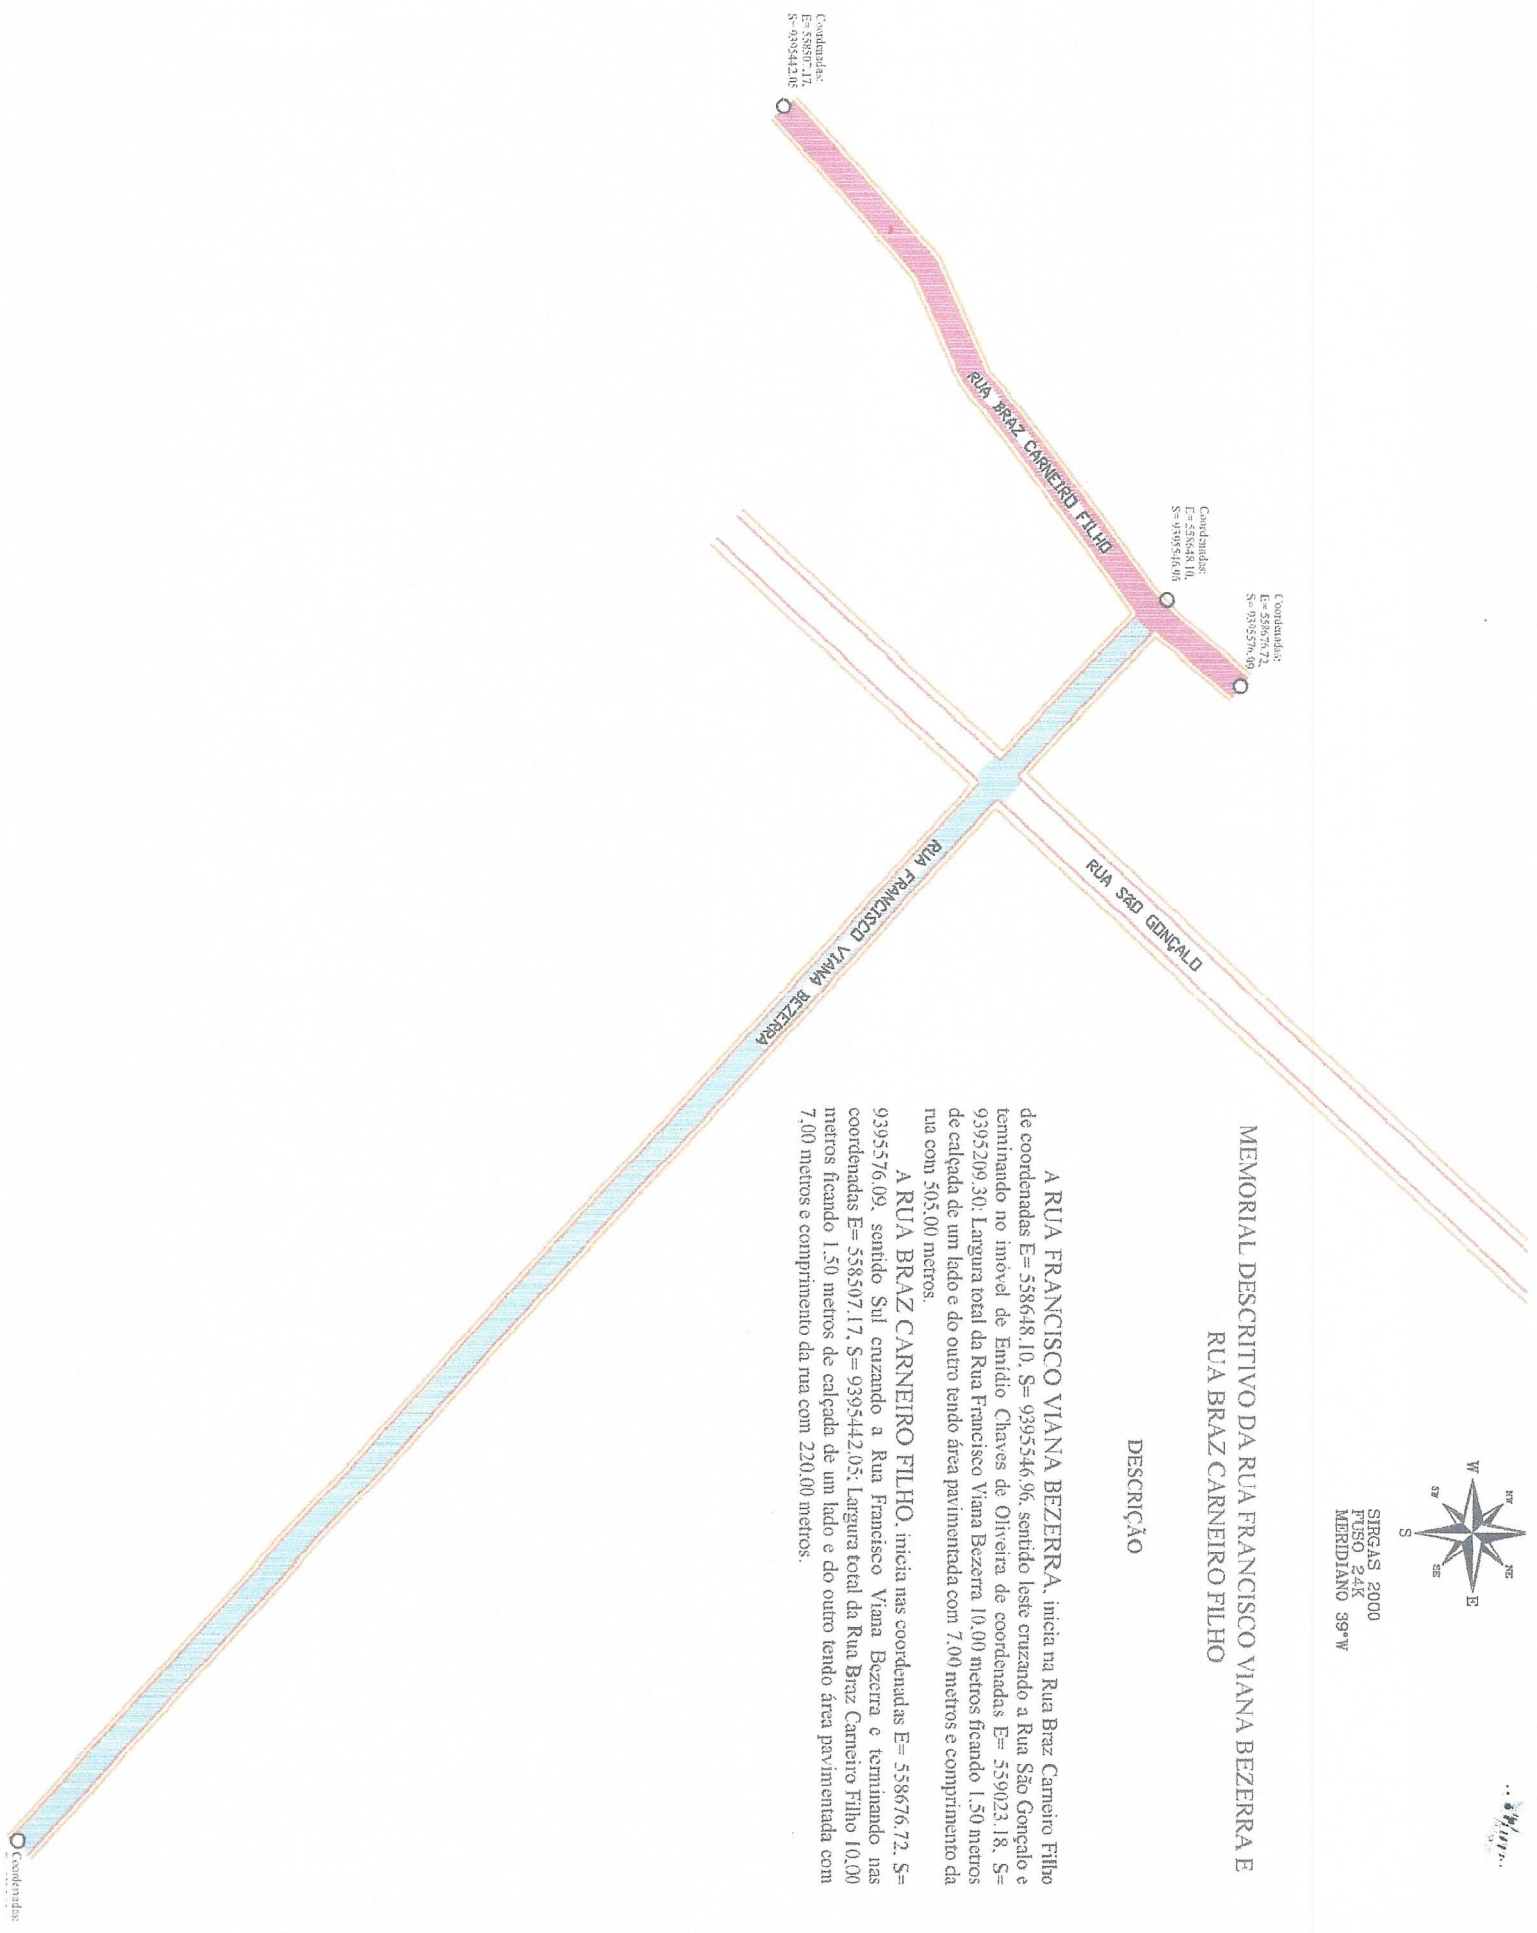 NW
NE
W
E
SW
SE
S
SIRGAS 2000
FUSO 24K
MERIDIANO 39°W
MEMORIAL DESCRITIVO DA RUA FRANCISCO VIANA BEZERRA E
RUA BRAZ CARNEIRO FILHO
DESCRIÇÃO
A RUA FRANCISCO VIANA BEZERRA, inicia na Rua Braz Carneiro Filho
de coordenadas E= 558648.10, S= 9395546.96, sentido leste cruzando a Rua São Gonçalo e
terminando no imóvel de Emídio Chaves de Oliveira de coordenadas E= 559023.18, S=
9395209.30; Largura total da Rua Francisco Viana Bezerra 10,00 metros ficando 1,50 metros
de calçada de um lado e do outro tendo área pavimentada com 7,00 metros e comprimento da
rua com 505,00 metros.
A RUA BRAZ CARNEIRO FILHO, inicia nas coordenadas E= 558676.72, S=
9395576.09, sentido Sul cruzando a Rua Francisco Viana Bezerra e terminando nas
coordenadas E= 558507.17, S= 9395442.05; Largura total da Rua Braz Carneiro Filho 10,00
metros ficando 1,50 metros de calçada de um lado e do outro tendo área pavimentada com
7,00 metros e comprimento da rua com 220,00 metros.
Coordenadas:
E= 558676.72,
S= 9395576.09
Coordenadas:
E= 558648.10,
S= 9395546.96
Coordenadas:
E= 558507.17,
S= 9395442.05
RUA BRAZ CARNEIRO FILHO
RUA SÃO GONÇALO
RUA FRANCISCO VIANA BEZERRA
Coordenadas: